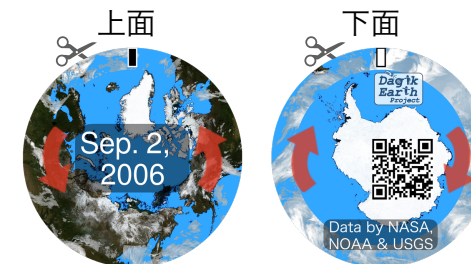 上面
下面
Sep. 2,
2006
Dagik
Earth
Project
Data by NASA,
NOAA & USGS